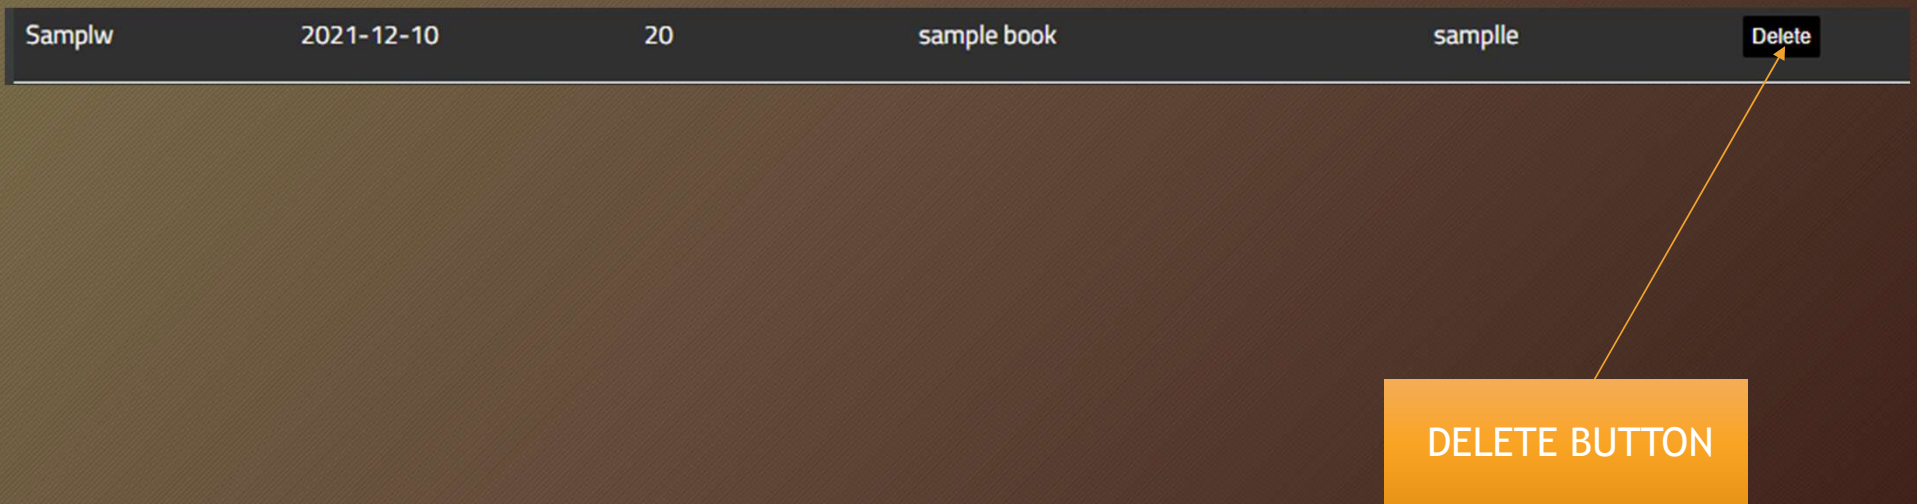 Samplw 2021-12-10 20 sample book samplle Delete
DELETE BUTTON